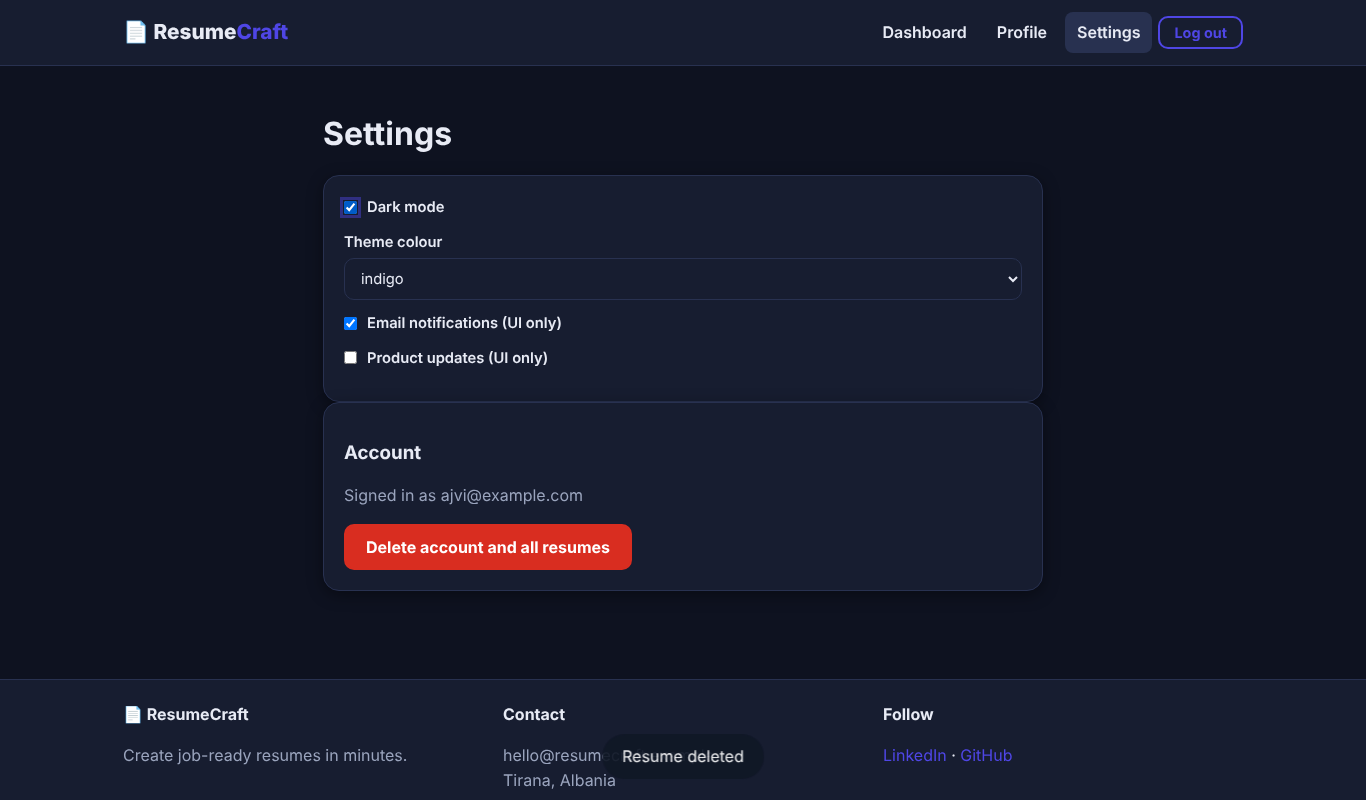 ResumeCraft
Dashboard
Profile
Settings
Log out
Settings
Dark mode
Theme colour
indigo
Email notifications (UI only)
Product updates (UI only)
Account
Signed in as ajvi@example.com
Delete account and all resumes
ResumeCraft
Create job-ready resumes in minutes.
Contact
Tirana, Albania
Follow
LinkedIn · GitHub
Resume deleted